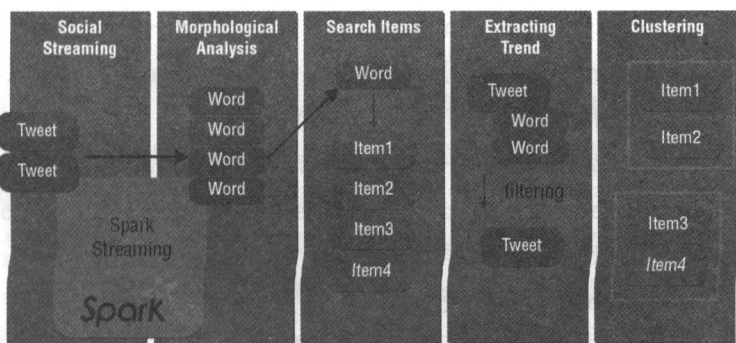 Social
Streaming
Morphological
Analysis
Search Items
Extracting
Trend
Clustering
Tweet
Tweet
Spark
Streaming
Spark
Word
Word
Word
Word
Word
Item1
Item2
Item3
Item4
Tweet
Word
Word
filtering
Tweet
Item1
Item2
Item3
Item4